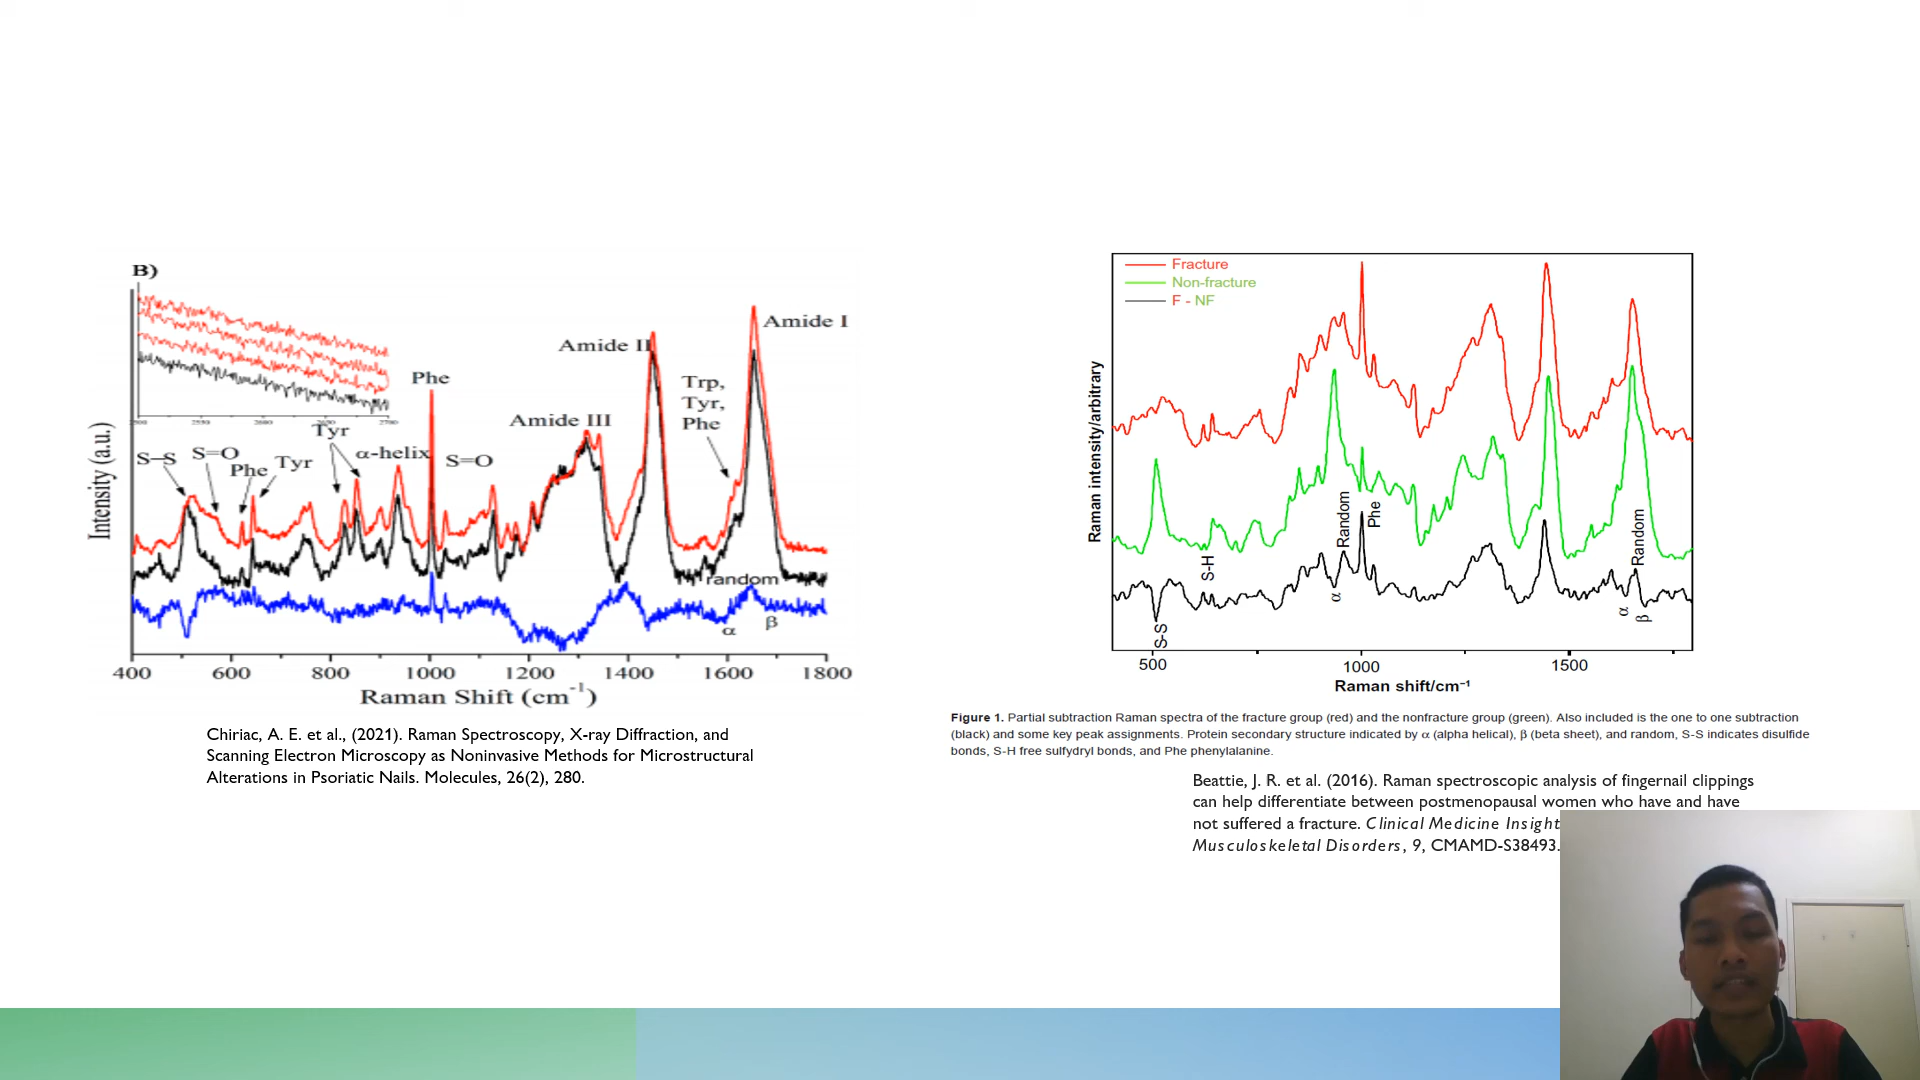 B)
Amide I
Amide II
Phe
Trp,
Tyr,
Phe
Amide III
Tyr
S-S
S=O
Phe
Tyr
α-helix
S=O
random
α
β
Intensity (a.u.)
400 600 800 1000 1200 1400 1600 1800
Raman Shift (cm⁻¹)
Chiriac, A. E. et al., (2021). Raman Spectroscopy, X-ray Diffraction, and
Scanning Electron Microscopy as Noninvasive Methods for Microstructural
Alterations in Psoriatic Nails. Molecules, 26(2), 280.
Fracture
Non-fracture
F - NF
Raman intensity/arbitrary
S-S
S-H
α
Random
Phe
α
β
Random
500 1000 1500
Raman shift/cm⁻¹
Figure 1. Partial subtraction Raman spectra of the fracture group (red) and the nonfracture group (green). Also included is the one to one subtraction
(black) and some key peak assignments. Protein secondary structure indicated by α (alpha helical), β (beta sheet), and random, S-S indicates disulfide
bonds, S-H free sulfydryl bonds, and Phe phenylalanine.
Beattie, J. R. et al. (2016). Raman spectroscopic analysis of fingernail clippings
can help differentiate between postmenopausal women who have and have
not suffered a fracture. Clinical Medicine Insight
Musculoskeletal Disorders, 9, CMAMD-S38493.